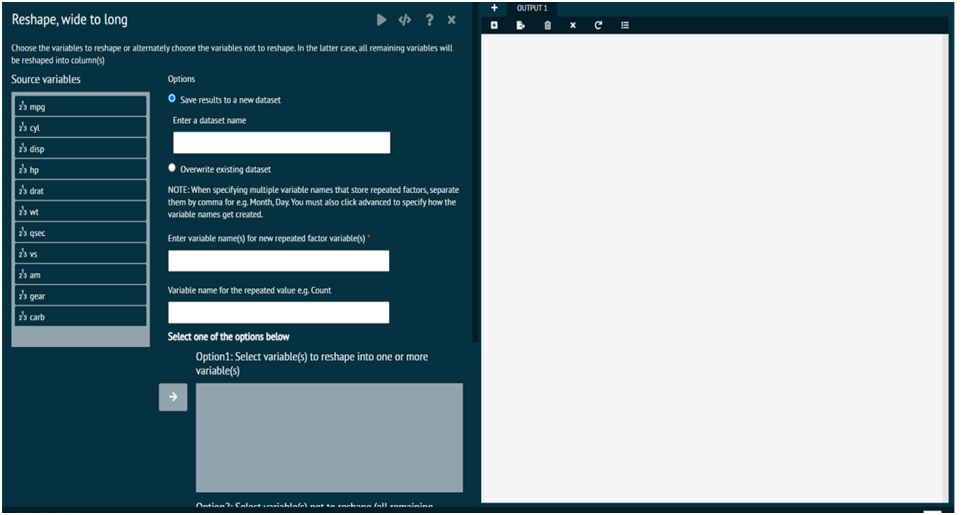 Reshape, wide to long
Choose the variables to reshape or alternately choose the variables not to reshape. In the latter case, all remaining variables will
be reshaped into column(s)
Source variables
mpg
cyl
disp
hp
drat
wt
qsec
vs
am
gear
carb
Options
Save results to a new dataset
Enter a dataset name
Overwrite existing dataset
NOTE: When specifying multiple variable names that store repeated factors, separate
them by comma for e.g. Month, Day. You must also click advanced to specify how the
variable names get created.
Enter variable name(s) for new repeated factor variable(s) *
Variable name for the repeated value e.g. Count
Select one of the options below
Option1: Select variable(s) to reshape into one or more
variable(s)
Option2: Select variable(s) not to reshape (all remaining
OUTPUT 1